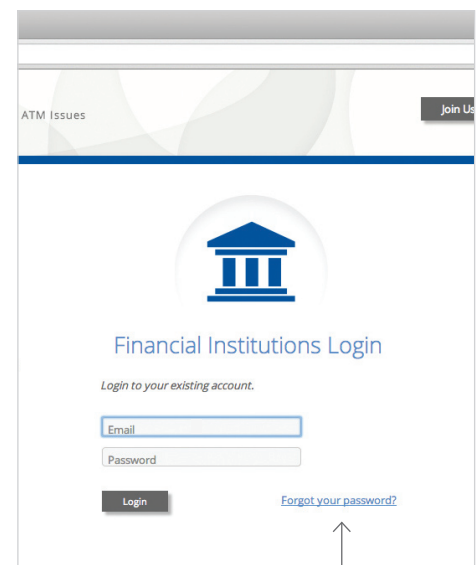 ATM Issues
Join Us
Financial Institutions Login
Login to your existing account.
Email
Password
Login
Forgot your password?